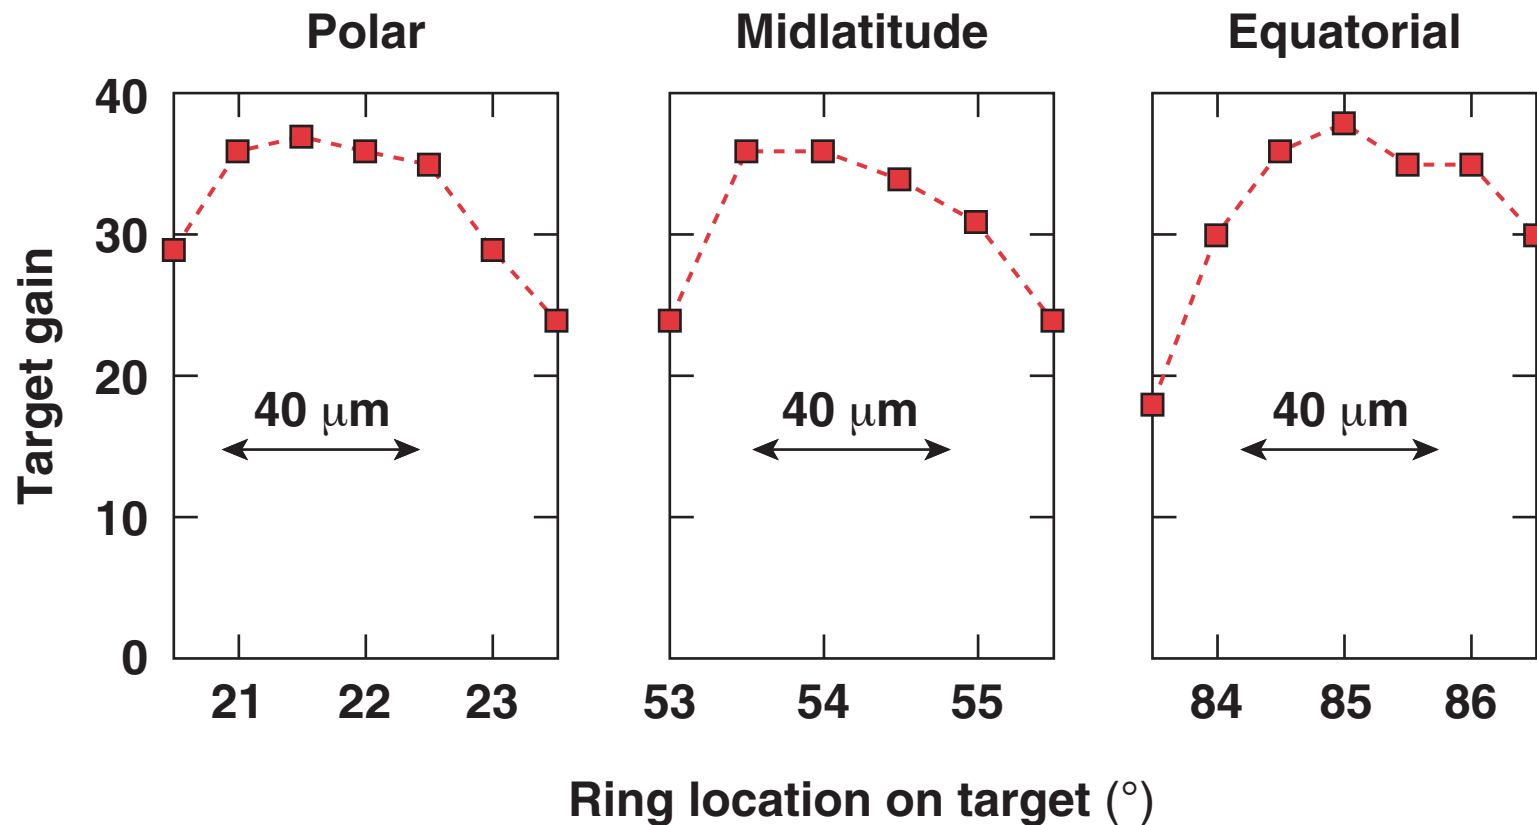 Polar Midlatitude Equatorial
Target gain
40
30
20
10
0
40 μm 40 μm 40 μm
21 22 23 53 54 55 84 85 86
Ring location on target (°)